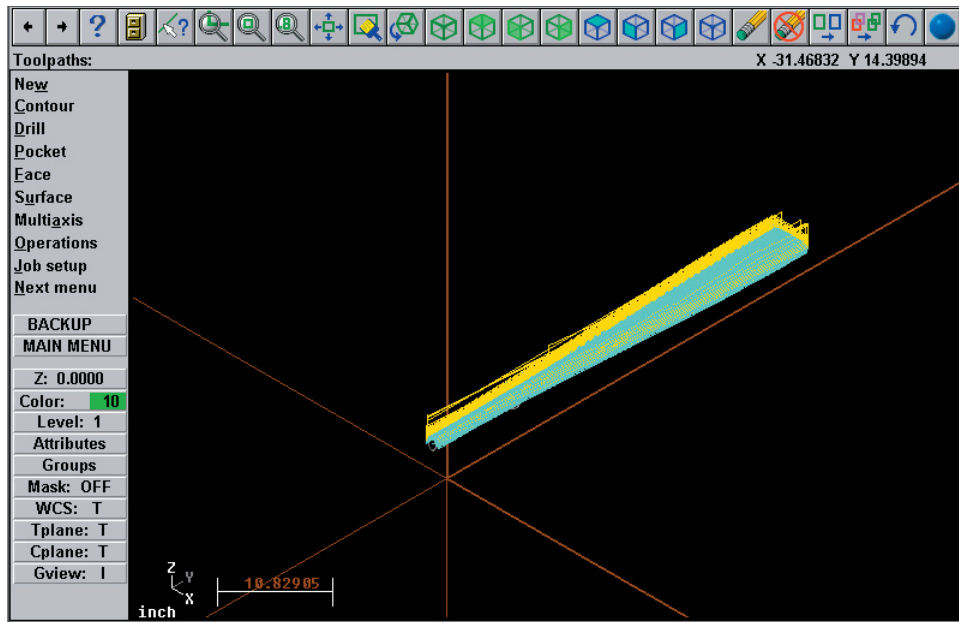 ?
?
8
Toolpaths:
X -31.46832 Y 14.39894
New
Contour
Drill
Pocket
Face
Surface
Multiaxis
Operations
Job setup
Next menu
BACKUP
MAIN MENU
Z: 0.0000
Color: 10
Level: 1
Attributes
Groups
Mask: OFF
WCS: T
Tplane: T
Cplane: T
Gview: I
Z
Y
X
10.82905
inch